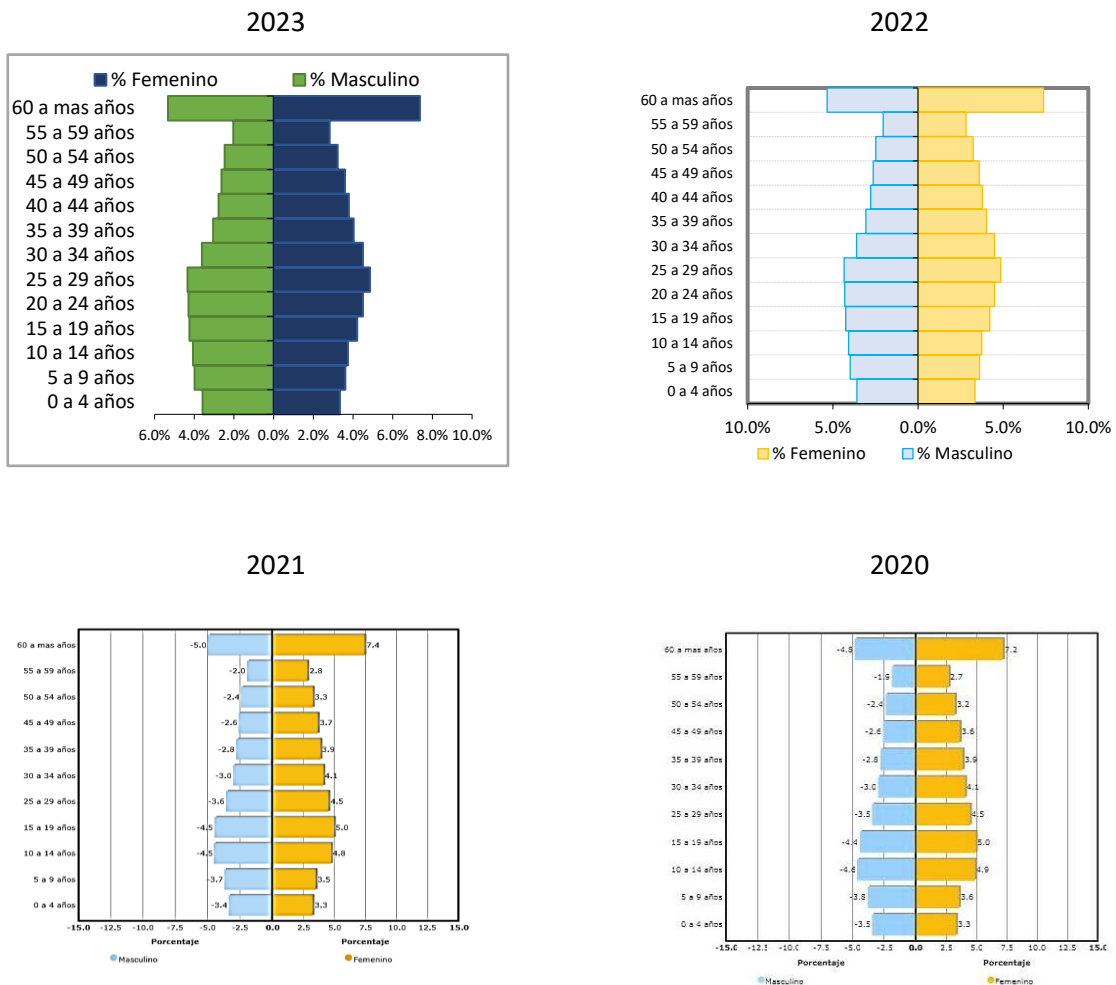 2023
% Femenino % Masculino
60 a mas años
55 a 59 años
50 a 54 años
45 a 49 años
40 a 44 años
35 a 39 años
30 a 34 años
25 a 29 años
20 a 24 años
15 a 19 años
10 a 14 años
5 a 9 años
0 a 4 años
6.0% 4.0% 2.0% 0.0% 2.0% 4.0% 6.0% 8.0% 10.0%
2022
60 a mas años
55 a 59 años
50 a 54 años
45 a 49 años
40 a 44 años
35 a 39 años
30 a 34 años
25 a 29 años
20 a 24 años
15 a 19 años
10 a 14 años
5 a 9 años
0 a 4 años
10.0% 5.0% 0.0% 5.0% 10.0%
% Femenino % Masculino
2021
60 a mas años -5.0 7.4
55 a 59 años -2.0 2.8
50 a 54 años -2.4 3.3
45 a 49 años -2.6 3.7
35 a 39 años -2.8 3.9
30 a 34 años -3.0 4.1
25 a 29 años -3.6 4.5
15 a 19 años -4.5 5.0
10 a 14 años -4.5 4.8
5 a 9 años -3.7 3.5
0 a 4 años -3.4 3.3
-15.0 -12.5 -10.0 -7.5 -5.0 -2.5 0.0 0.0 2.5 5.0 7.5 10.0 12.5 15.0
Porcentaje Porcentaje
Masculino Femenino
2020
60 a mas años -4.8 7.2
55 a 59 años -1.9 2.7
50 a 54 años -2.4 3.2
45 a 49 años -2.6 3.6
35 a 39 años -2.8 3.9
30 a 34 años -3.0 4.1
25 a 29 años -3.5 4.5
15 a 19 años -4.4 5.0
10 a 14 años -4.6 4.9
5 a 9 años -3.8 3.6
0 a 4 años -3.5 3.3
-15.0 -12.5 -10.0 -7.5 -5.0 -2.5 0.0 0.0 2.5 5.0 7.5 10.0 12.5 15.0
Porcentaje Porcentaje
Masculino Femenino